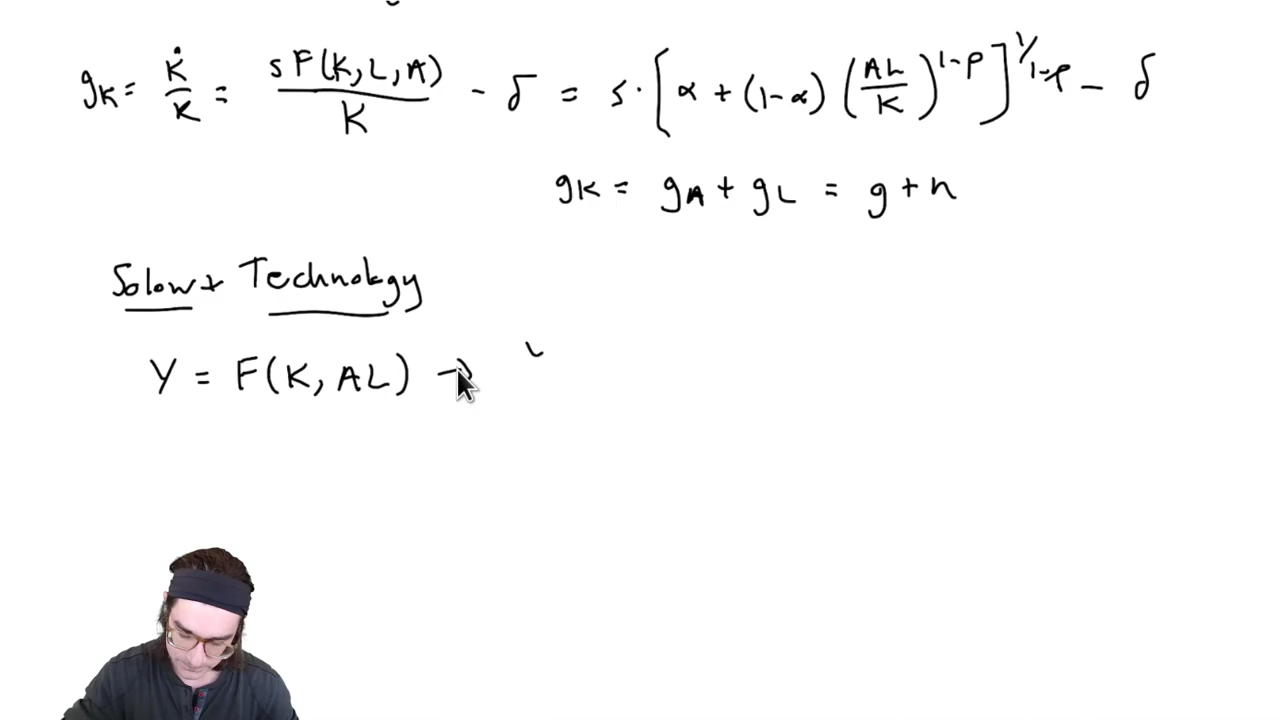 gK = K̇/K = sF(K,L,A)/K - δ = s·[α + (1-α)(AL/K)^(1-ρ)]^(1/1-ρ) - δ
gK = gA + gL = g + n
Solow + Technology
Y = F(K, AL) →